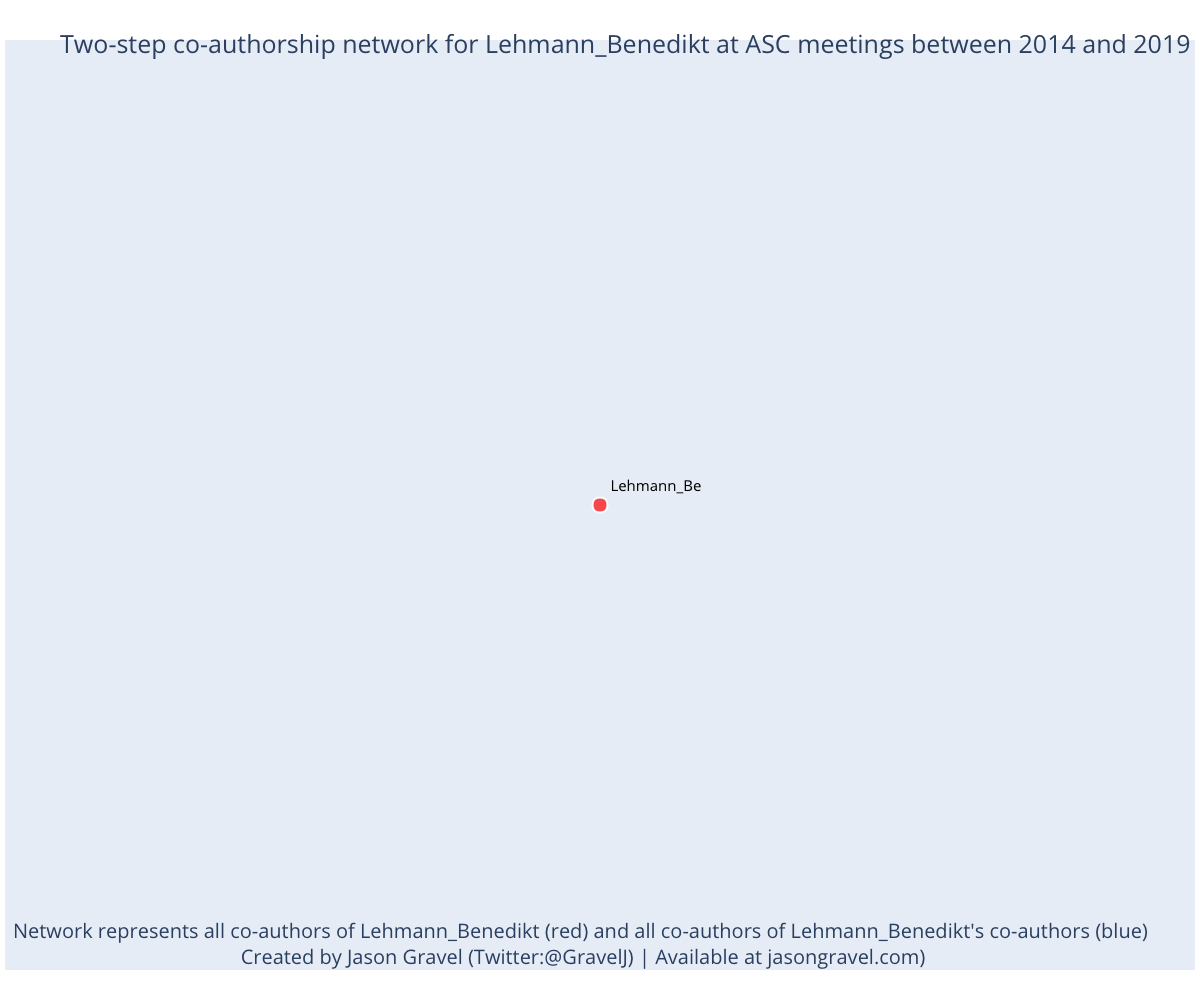 Two-step co-authorship network for Lehmann_Benedikt at ASC meetings between 2014 and 2019
Lehmann_Be
Network represents all co-authors of Lehmann_Benedikt (red) and all co-authors of Lehmann_Benedikt's co-authors (blue)
Created by Jason Gravel (Twitter:@GravelJ) | Available at jasongravel.com)